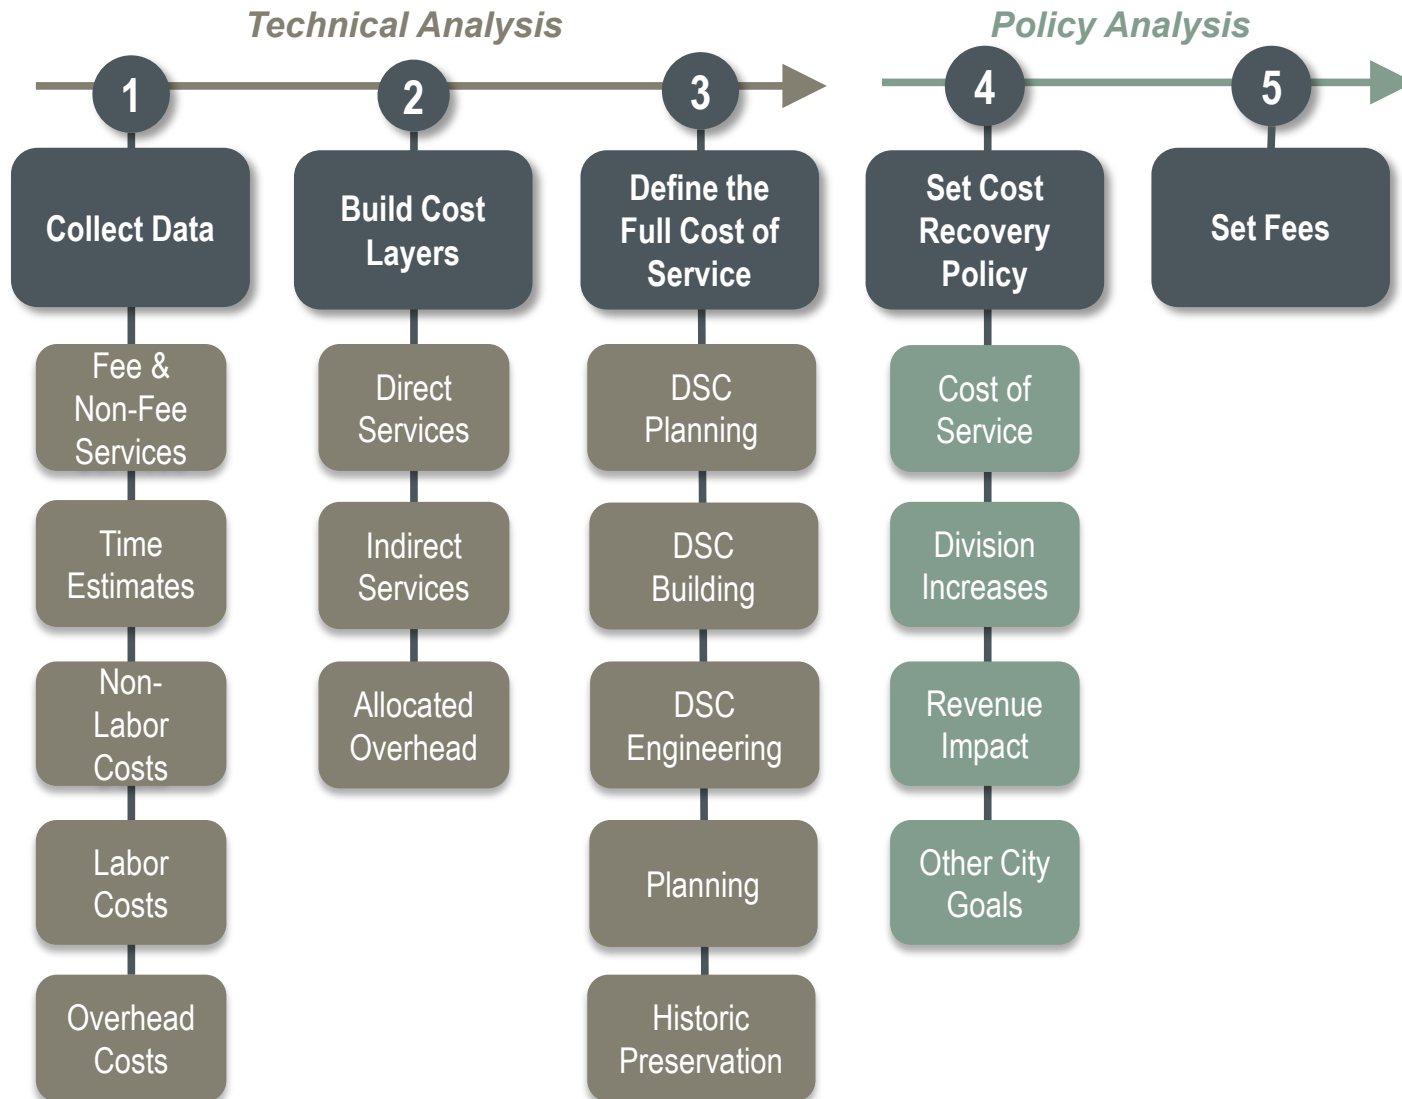 Technical Analysis
Policy Analysis
1
2
3
4
5
Collect Data
Build Cost
Layers
Define the
Full Cost of
Service
Set Cost
Recovery
Policy
Set Fees
Fee &
Non-Fee
Services
Time
Estimates
Non-
Labor
Costs
Labor
Costs
Overhead
Costs
Direct
Services
Indirect
Services
Allocated
Overhead
DSC
Planning
DSC
Building
DSC
Engineering
Planning
Historic
Preservation
Cost of
Service
Division
Increases
Revenue
Impact
Other City
Goals